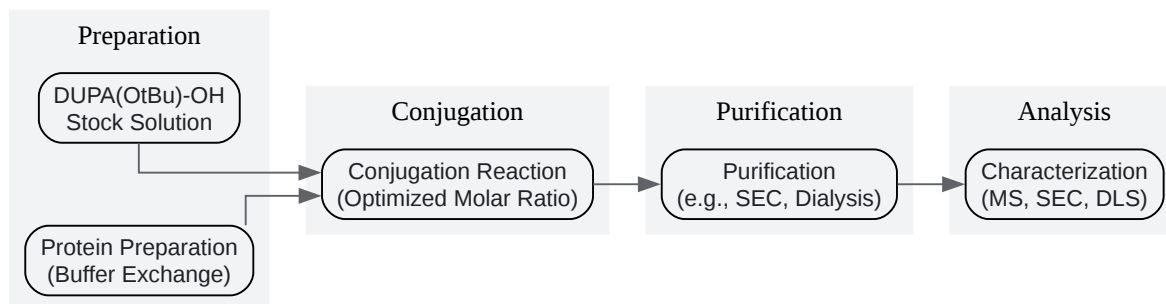 Preparation
DUPA(OtBu)-OH
Stock Solution
Protein Preparation
(Buffer Exchange)
Conjugation
Conjugation Reaction
(Optimized Molar Ratio)
Purification
Purification
(e.g., SEC, Dialysis)
Analysis
Characterization
(MS, SEC, DLS)